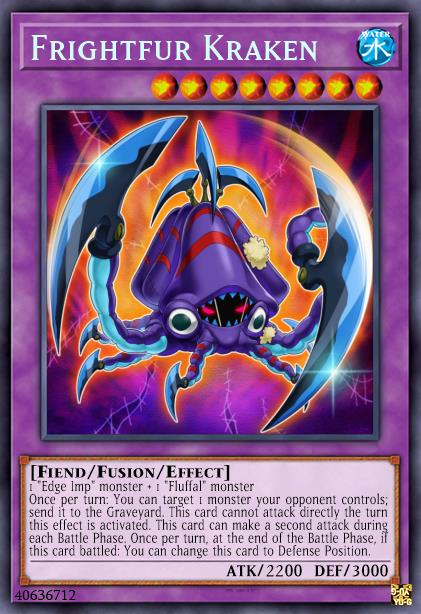 Frightfur Kraken
WATER
水
[Fiend/Fusion/Effect]
1 "Edge Imp" monster + 1 "Fluffal" monster
Once per turn: You can target 1 monster your opponent controls;
send it to the Graveyard. This card cannot attack directly the turn
this effect is activated. This card can make a second attack during
each Battle Phase. Once per turn, at the end of the Battle Phase, if
this card battled: You can change this card to Defense Position.
ATK/2200 DEF/3000
40636712